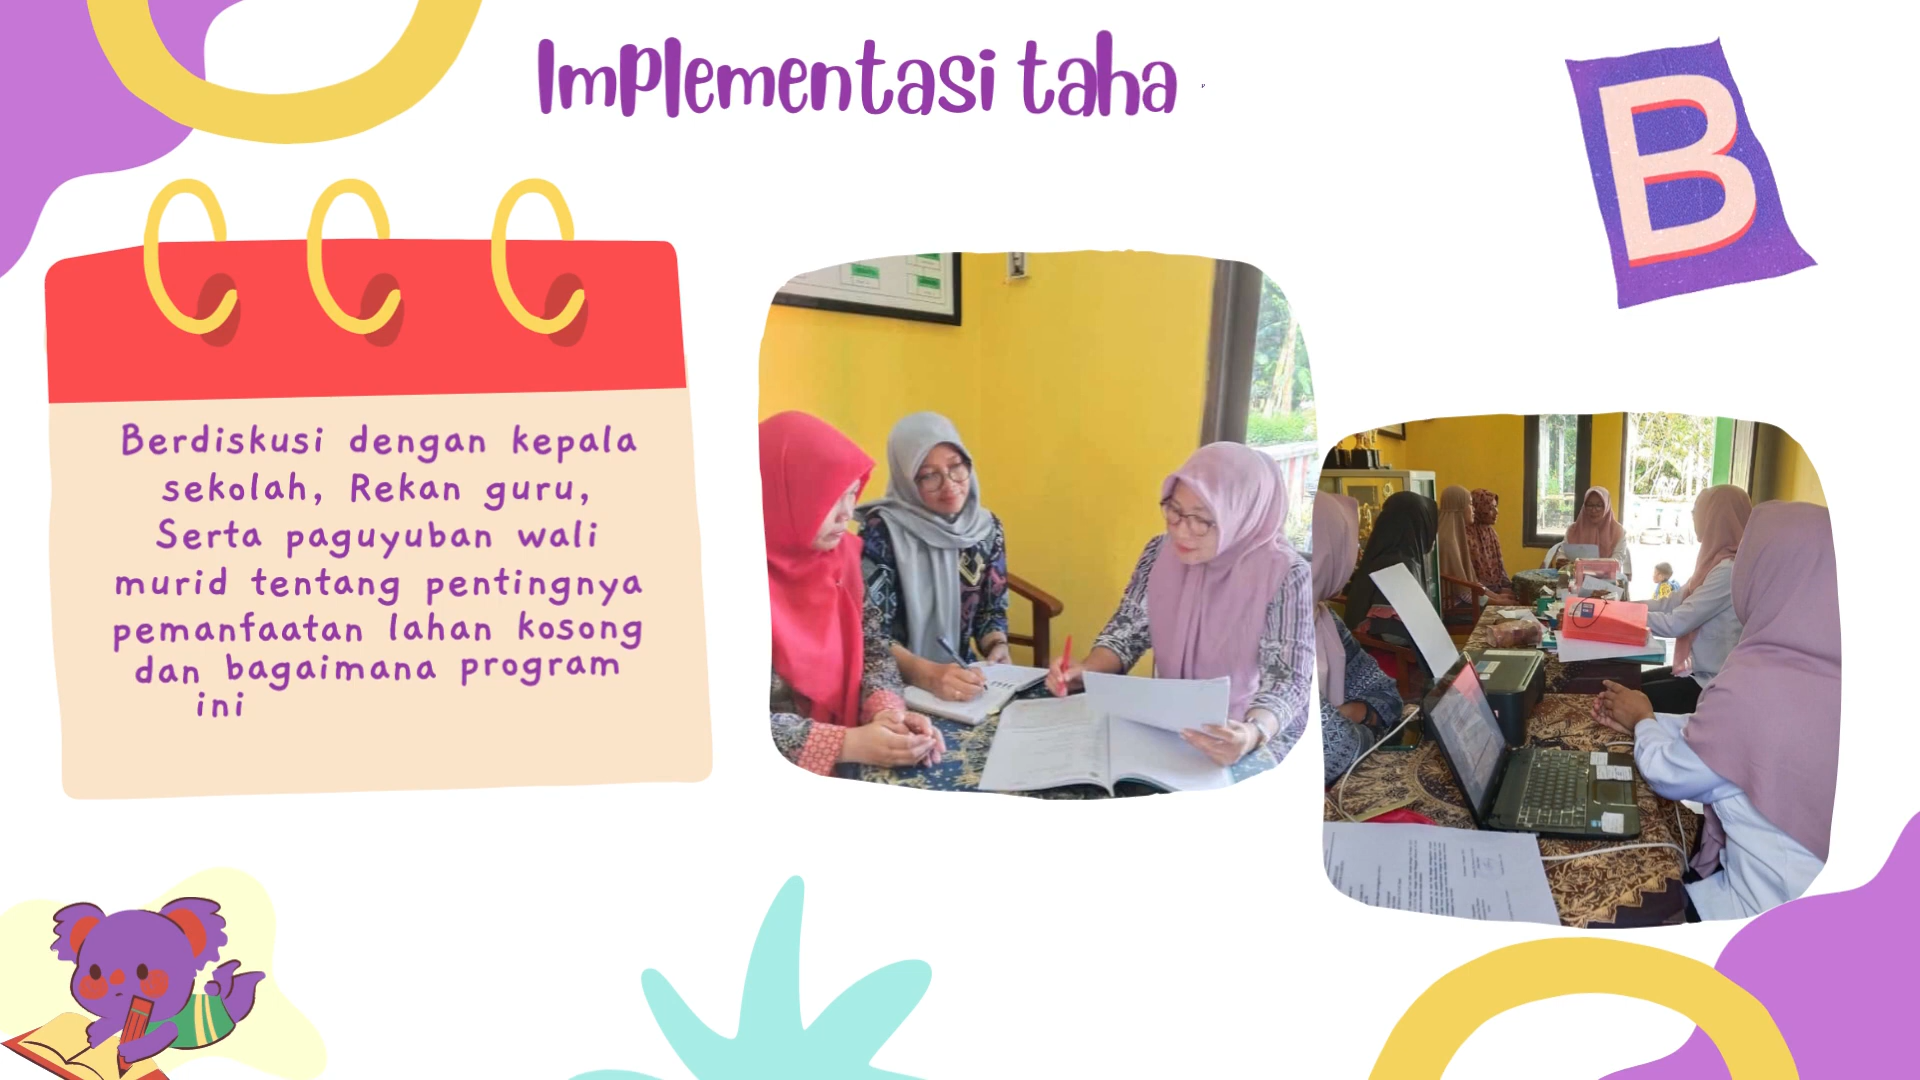 Implementasi taha
B
Berdiskusi dengan kepala
sekolah, Rekan guru,
Serta paguyuban wali
murid tentang pentingnya
pemanfaatan lahan kosong
dan bagaimana program
ini